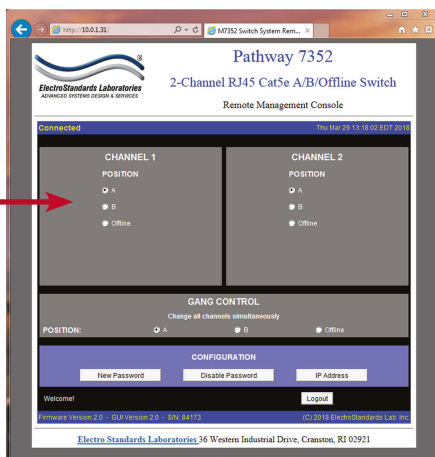 http://10.0.1.31/
M7352 Switch System Rem...
ElectroStandards Laboratories
ADVANCED SYSTEMS DESIGN & SERVICES
®
Pathway 7352
2-Channel RJ45 Cat5e A/B/Offline Switch
Remote Management Console
Connected
Thu Mar 29 13:18:02 EDT 2018
CHANNEL 1
POSITION
A
B
Offline
CHANNEL 2
POSITION
A
B
Offline
GANG CONTROL
Change all channels simultaneously
POSITION: A B Offline
CONFIGURATION
New Password Disable Password IP Address
Welcome! Logout
Firmware Version 2.0 - GUI Version 2.0 - S/N: 84173 (C) 2018 ElectroStandards Lab. Inc.
Electro Standards Laboratories 36 Western Industrial Drive, Cranston, RI 02921